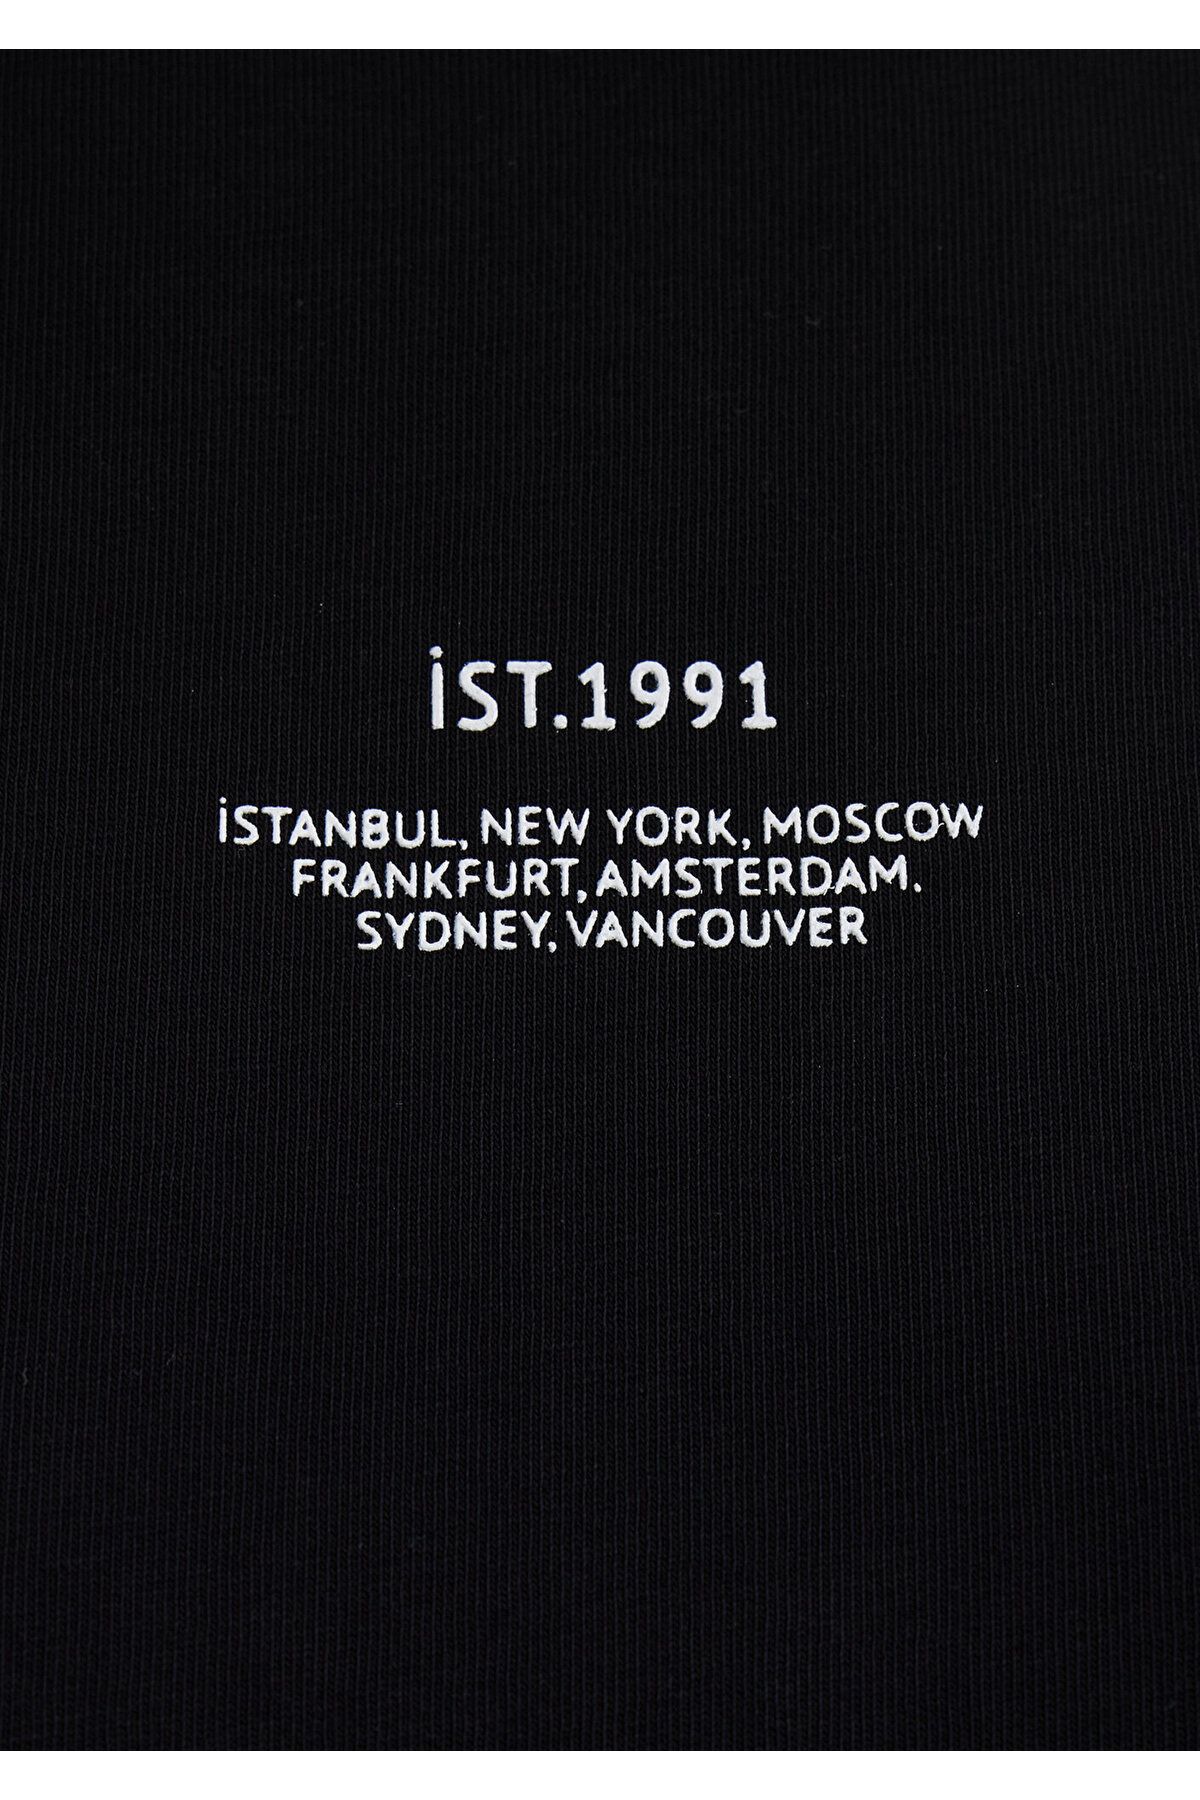 İST.1991
İSTANBUL, NEW YORK, MOSCOW
FRANKFURT, AMSTERDAM.
SYDNEY, VANCOUVER